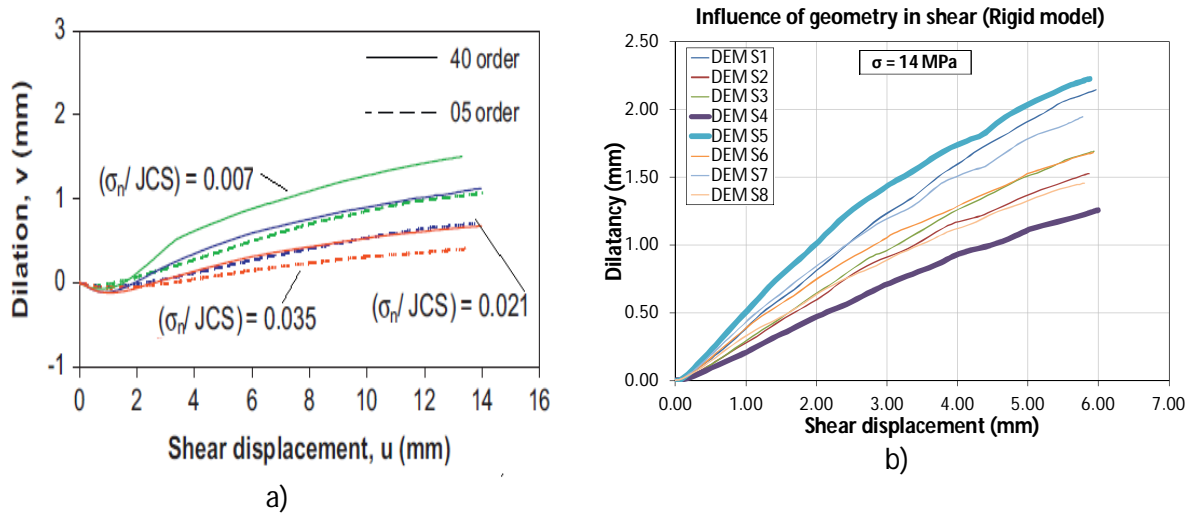 3
2
1
0
-1
Dilation, v (mm)
40 order
05 order
(σn/ JCS) = 0.007
(σn/ JCS) = 0.021
(σn/ JCS) = 0.035
0 2 4 6 8 10 12 14 16
Shear displacement, u (mm)
a)
Influence of geometry in shear (Rigid model)
2.50
2.00
1.50
1.00
0.50
0.00
Dilatancy (mm)
DEM S1
DEM S2
DEM S3
DEM S4
DEM S5
DEM S6
DEM S7
DEM S8
σ = 14 MPa
0.00 1.00 2.00 3.00 4.00 5.00 6.00 7.00
Shear displacement (mm)
b)